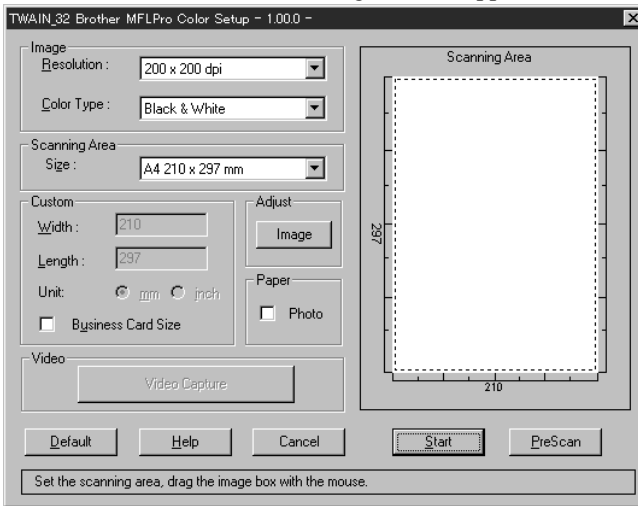 TWAIN_32 Brother MFLPro Color Setup - 1.00.0 -
Image
Resolution :
200 x 200 dpi
Color Type :
Black & White
Scanning Area
Size :
A4 210 x 297 mm
Custom
Width :
210
Length :
297
Unit:
mm
inch
Business Card Size
Adjust
Image
Paper
Photo
Video
Video Capture
Scanning Area
297
210
Default
Help
Cancel
Start
PreScan
Set the scanning area, drag the image box with the mouse.